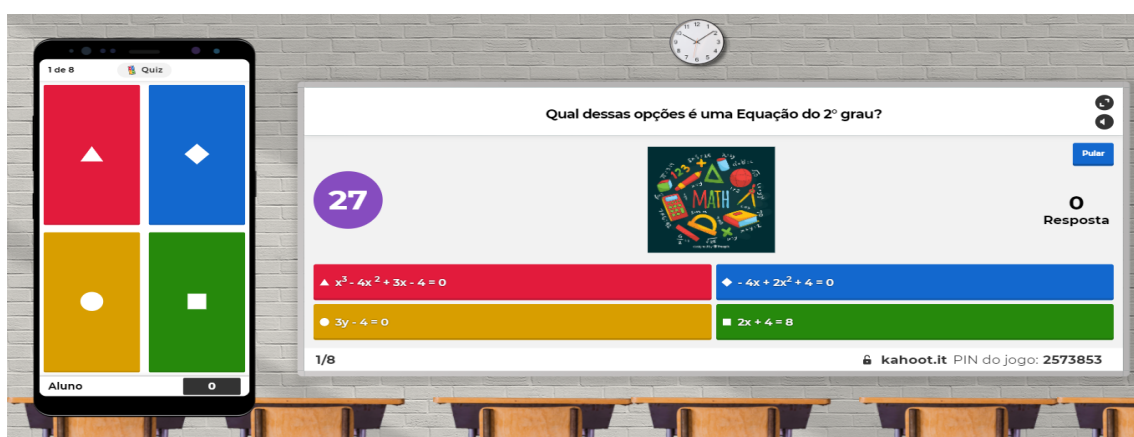 1 de 8
Quiz
Aluno
0
Qual dessas opções é uma Equação do 2° grau?
27
MATH
Pular
0
Resposta
x³ - 4x² + 3x - 4 = 0
- 4x + 2x² + 4 = 0
3y - 4 = 0
2x + 4 = 8
1/8
kahoot.it PIN do jogo: 2573853